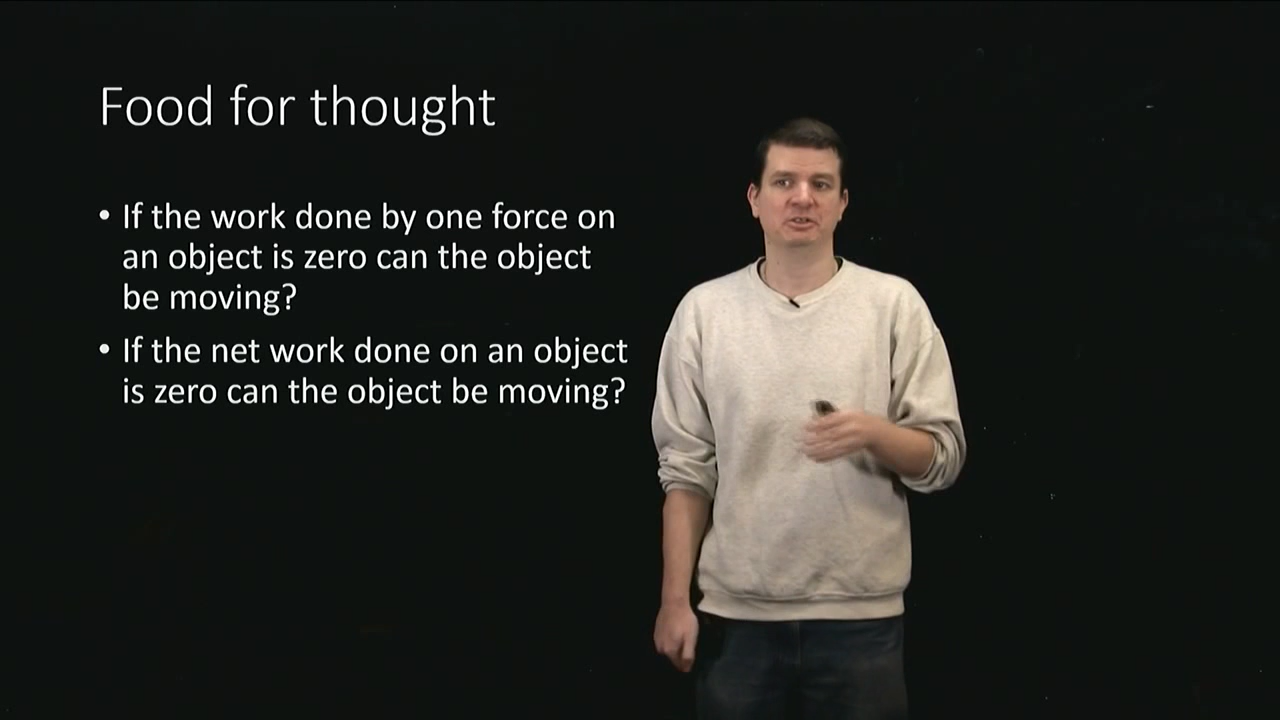 Food for thought
• If the work done by one force on
an object is zero can the object
be moving?
• If the net work done on an object
is zero can the object be moving?